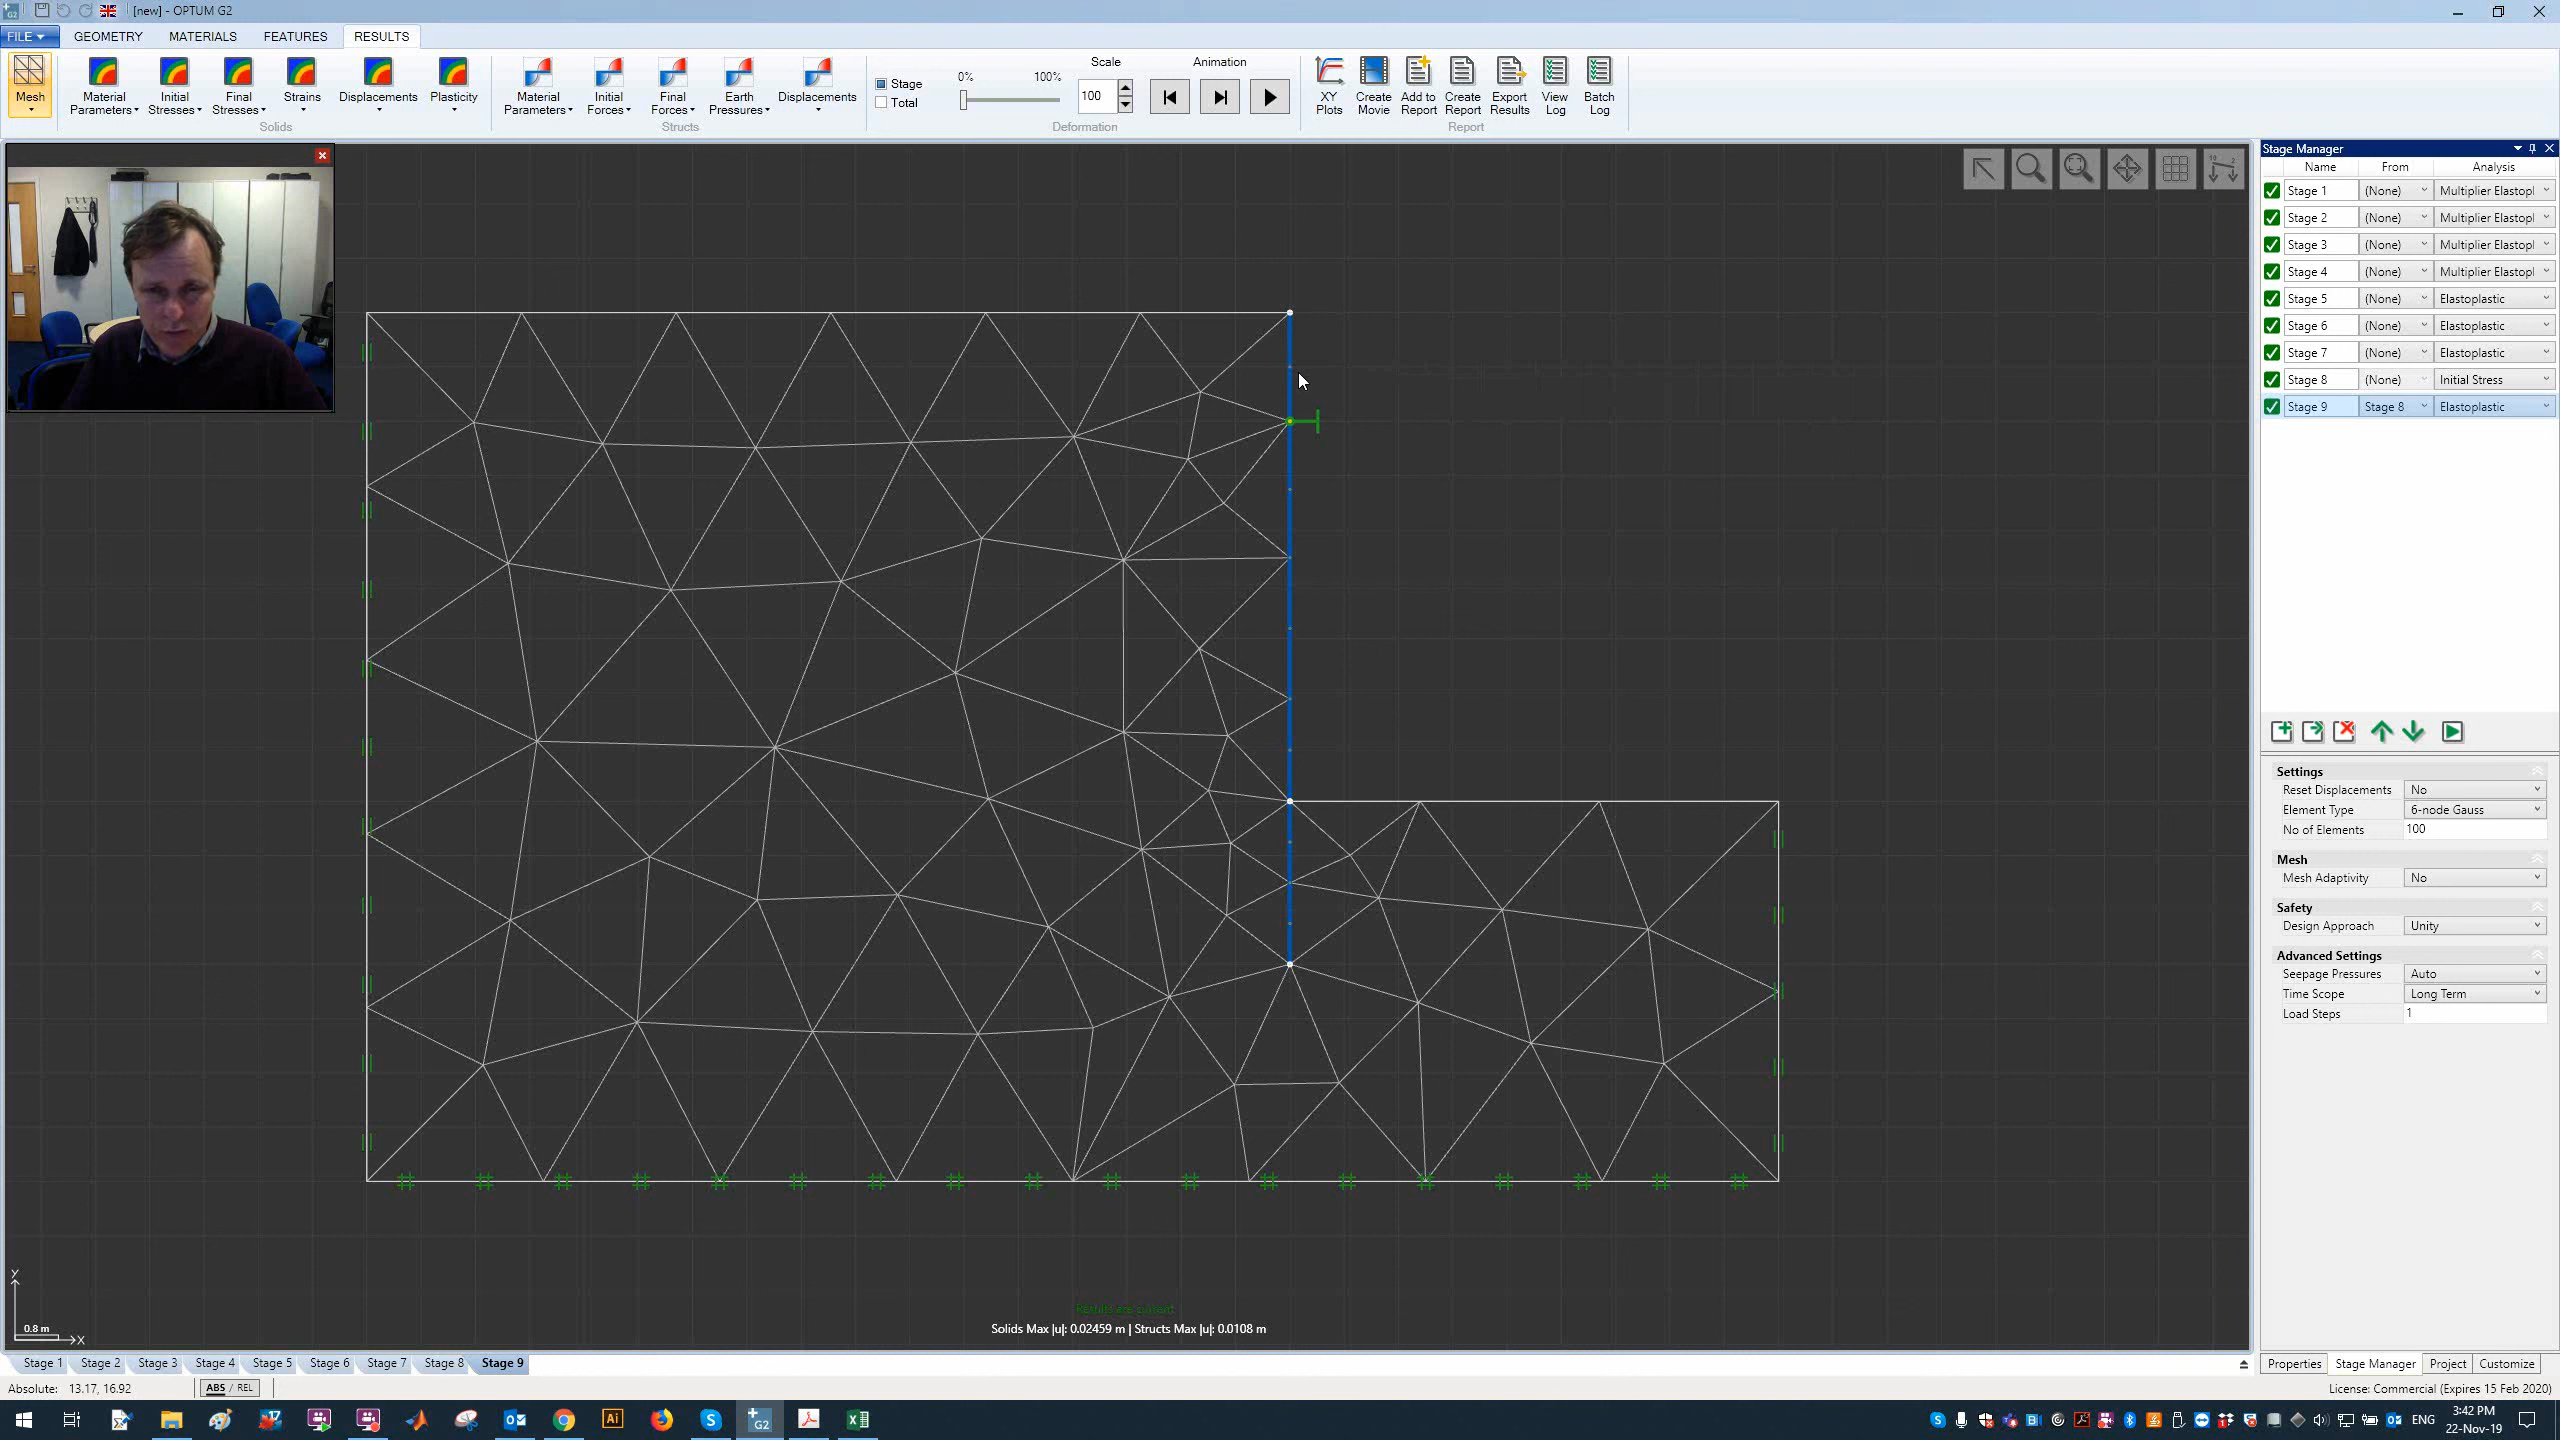 [new] - OPTUM G2
FILE GEOMETRY MATERIALS FEATURES RESULTS
Mesh
Material Parameters
Initial Stresses
Final Stresses
Strains
Displacements
Plasticity
Solids
Material Parameters
Initial Forces
Final Forces
Earth Pressures
Displacements
Structs
Stage
Total
0% 100%
Scale
100
Animation
Deformation
XY Plots
Create Movie
Add to Report
Create Report
Export Results
View Log
Batch Log
Report
Stage Manager
Name From Analysis
Stage 1 (None) Multiplier Elastopl
Stage 2 (None) Multiplier Elastopl
Stage 3 (None) Multiplier Elastopl
Stage 4 (None) Multiplier Elastopl
Stage 5 (None) Elastoplastic
Stage 6 (None) Elastoplastic
Stage 7 (None) Elastoplastic
Stage 8 (None) Initial Stress
Stage 9 Stage 8 Elastoplastic
Settings
Reset Displacements No
Element Type 6-node Gauss
No of Elements 100
Mesh
Mesh Adaptivity No
Safety
Design Approach Unity
Advanced Settings
Seepage Pressures Auto
Time Scope Long Term
Load Steps 1
Y
0.8 m
X
Results are current
Solids Max |u|: 0.02459 m | Structs Max |u|: 0.0108 m
Stage 1 Stage 2 Stage 3 Stage 4 Stage 5 Stage 6 Stage 7 Stage 8 Stage 9
Properties Stage Manager Project Customize
Absolute: 13.17, 16.92 ABS / REL
License: Commercial (Expires 15 Feb 2020)
Ai
G2
ENG
3:42 PM
22-Nov-19